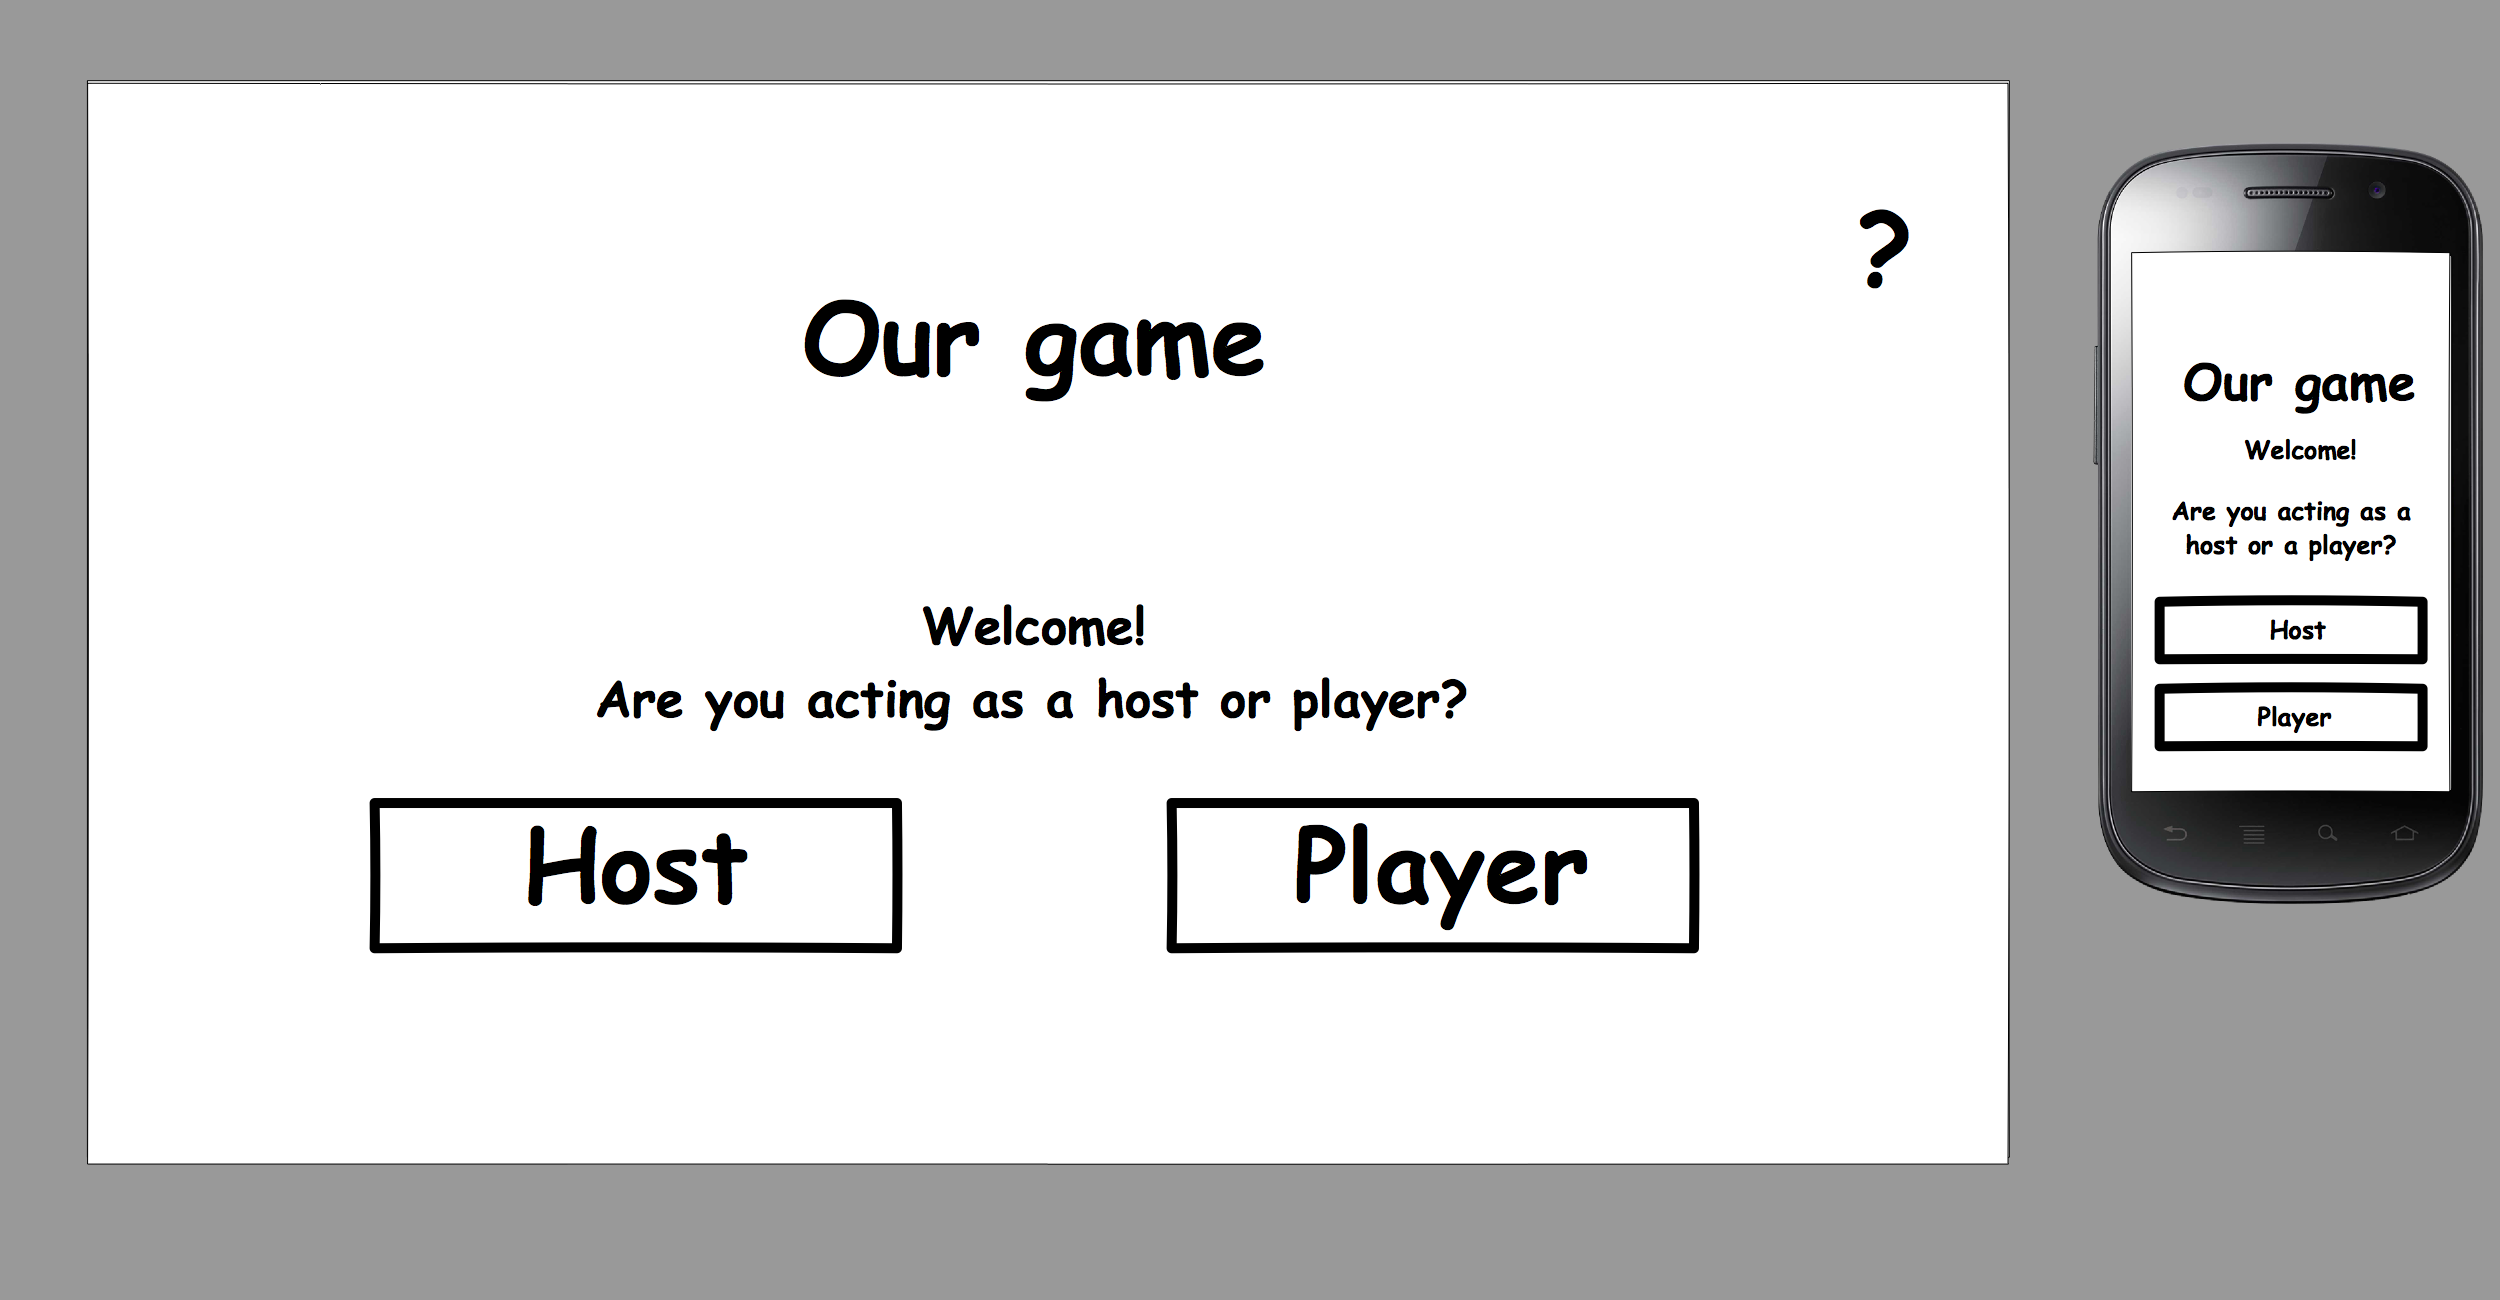 ?
Our game
Welcome!
Are you acting as a host or player?
Host
Player
Our game
Welcome!
Are you acting as a
host or a player?
Host
Player